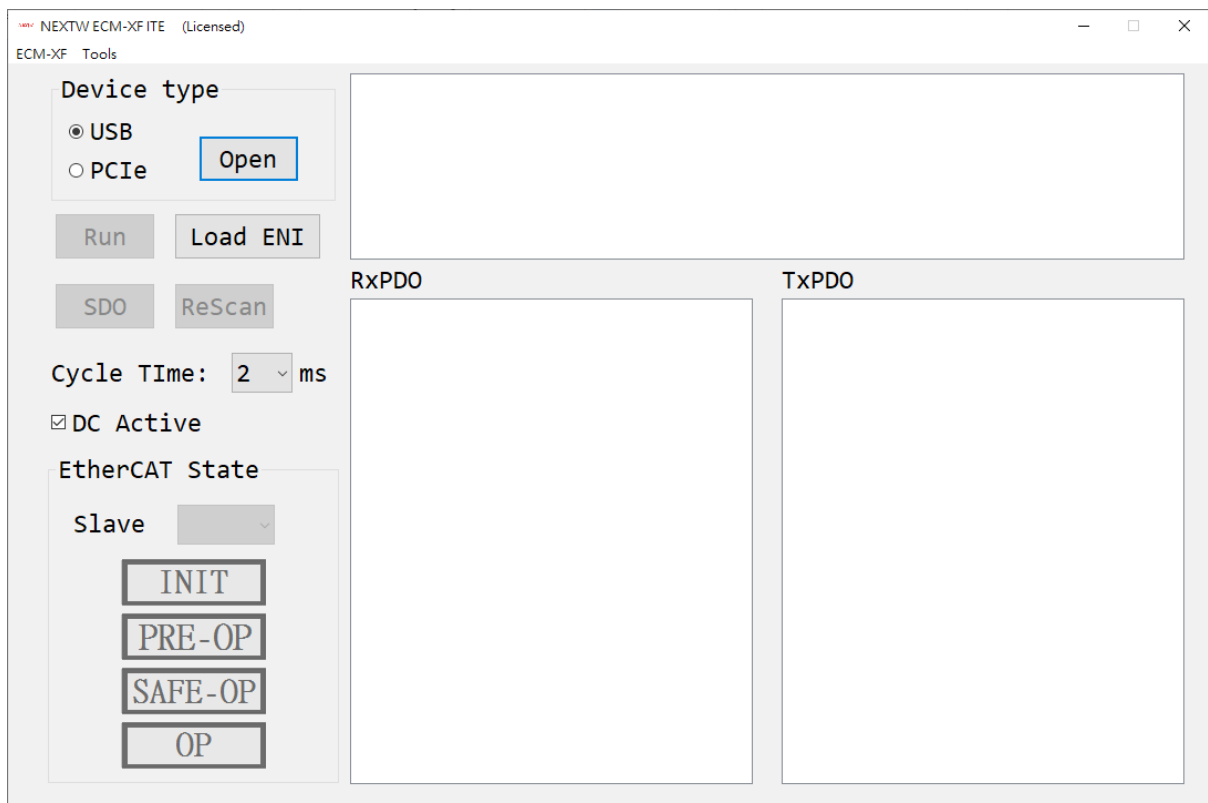 NEXTW ECM-XF ITE (Licensed)
ECM-XF Tools
Device type
USB
PCIe
Open
Run
Load ENI
SDO
ReScan
Cycle TIme: 2 ms
DC Active
EtherCAT State
Slave
INIT
PRE-OP
SAFE-OP
OP
RxPDO
TxPDO